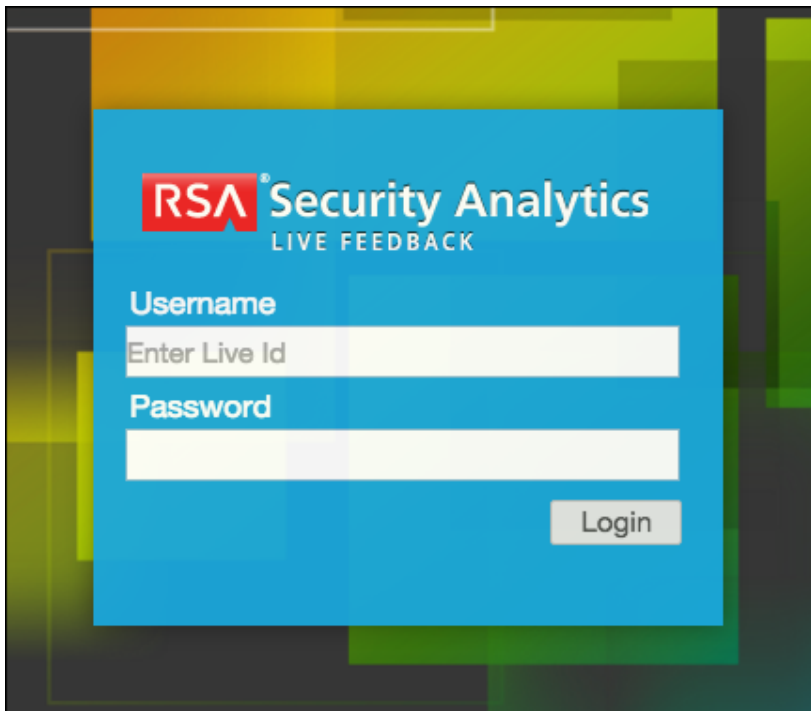 RSA® Security Analytics
LIVE FEEDBACK
Username
Enter Live Id
Password
Login